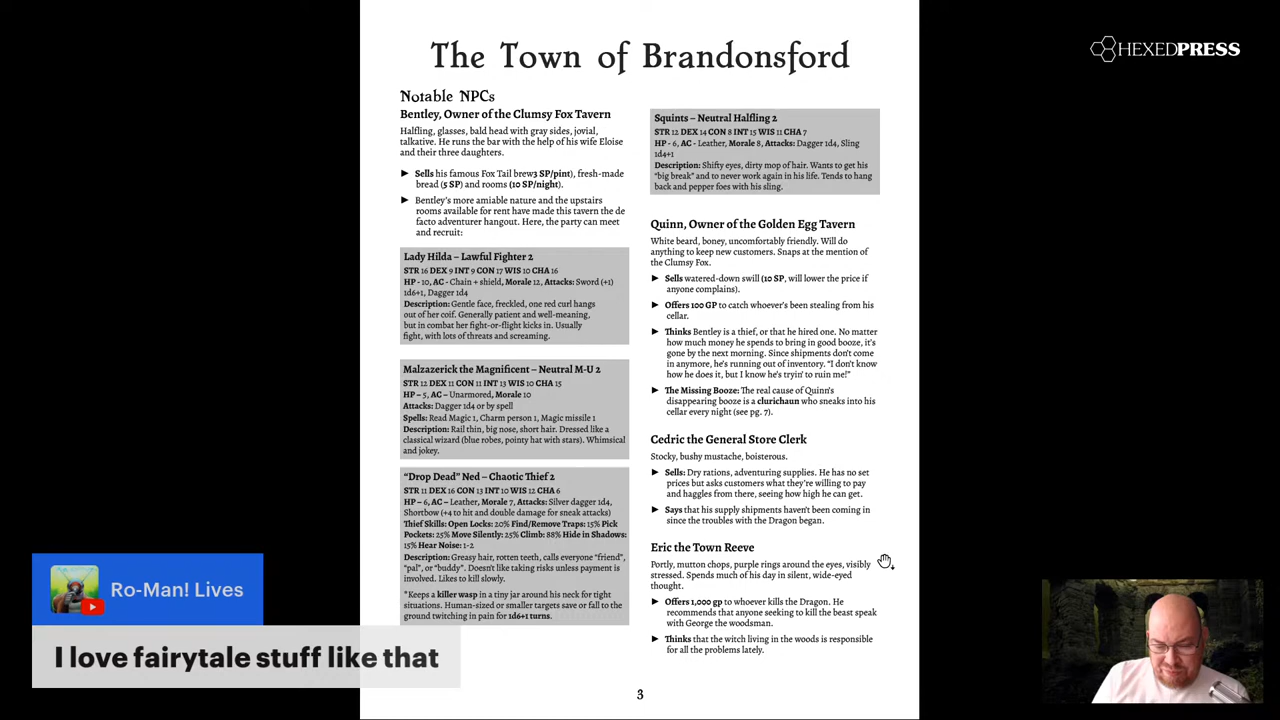 The Town of Brandonsford
HEXEDPRESS
Notable NPCs
Bentley, Owner of the Clumsy Fox Tavern
Halfling, glasses, bald head with gray sides, jovial,
talkative. He runs the bar with the help of his wife Eloise
and their three daughters.
► Sells his famous Fox Tail brew3 SP/pint), fresh-made
bread (5 SP) and rooms (10 SP/night).
► Bentley's more amiable nature and the upstairs
rooms available for rent have made this tavern the de
facto adventurer hangout. Here, the party can meet
and recruit:
Lady Hilda – Lawful Fighter 2
STR 16 DEX 9 INT 9 CON 17 WIS 10 CHA 16
HP - 10, AC - Chain + shield, Morale 12, Attacks: Sword (+1)
1d6+1, Dagger 1d4
Description: Gentle face, freckled, one red curl hangs
out of her coif. Generally patient and well-meaning,
but in combat her fight-or-flight kicks in. Usually
fight, with lots of threats and screaming.
Malzazerick the Magnificent – Neutral M-U 2
STR 12 DEX 11 CON 11 INT 13 WIS 10 CHA 15
HP – 5, AC – Unarmored, Morale 10
Attacks: Dagger 1d4 or by spell
Spells: Read Magic 1, Charm person 1, Magic missile 1
Description: Rail thin, big nose, short hair. Dressed like a
classical wizard (blue robes, pointy hat with stars). Whimsical
and jokey.
"Drop Dead" Ned – Chaotic Thief 2
STR 11 DEX 16 CON 13 INT 10 WIS 12 CHA 6
HP – 6, AC – Leather, Morale 7, Attacks: Silver dagger 1d4,
Shortbow (+4 to hit and double damage for sneak attacks)
Thief Skills: Open Locks: 20% Find/Remove Traps: 15% Pick
Pockets: 25% Move Silently: 25% Climb: 88% Hide in Shadows:
15% Hear Noise: 1-2
Description: Greasy hair, rotten teeth, calls everyone "friend",
"pal", or "buddy". Doesn't like taking risks unless payment is
involved. Likes to kill slowly.
*Keeps a killer wasp in a tiny jar around his neck for tight
situations. Human-sized or smaller targets save or fall to the
ground twitching in pain for 1d6+1 turns.
Squints – Neutral Halfling 2
STR 12 DEX 14 CON 8 INT 15 WIS 11 CHA 7
HP - 6, AC - Leather, Morale 8, Attacks: Dagger 1d4, Sling
1d4+1
Description: Shifty eyes, dirty mop of hair. Wants to get his
"big break" and to never work again in his life. Tends to hang
back and pepper foes with his sling.
Quinn, Owner of the Golden Egg Tavern
White beard, boney, uncomfortably friendly. Will do
anything to keep new customers. Snaps at the mention of
the Clumsy Fox.
► Sells watered-down swill (10 SP, will lower the price if
anyone complains).
► Offers 100 GP to catch whoever's been stealing from his
cellar.
► Thinks Bentley is a thief, or that he hired one. No matter
how much money he spends to bring in good booze, it's
gone by the next morning. Since shipments don't come
in anymore, he's running out of inventory. "I don't know
how he does it, but I know he's tryin' to ruin me!"
► The Missing Booze: The real cause of Quinn's
disappearing booze is a clurichaun who sneaks into his
cellar every night (see pg. 7).
Cedric the General Store Clerk
Stocky, bushy mustache, boisterous.
► Sells: Dry rations, adventuring supplies. He has no set
prices but asks customers what they're willing to pay
and haggles from there, seeing how high he can get.
► Says that his supply shipments haven't been coming in
since the troubles with the Dragon began.
Eric the Town Reeve
Portly, mutton chops, purple rings around the eyes, visibly
stressed. Spends much of his day in silent, wide-eyed
thought.
► Offers 1,000 gp to whoever kills the Dragon. He
recommends that anyone seeking to kill the beast speak
with George the woodsman.
► Thinks that the witch living in the woods is responsible
for all the problems lately.
3
Ro-Man! Lives
I love fairytale stuff like that